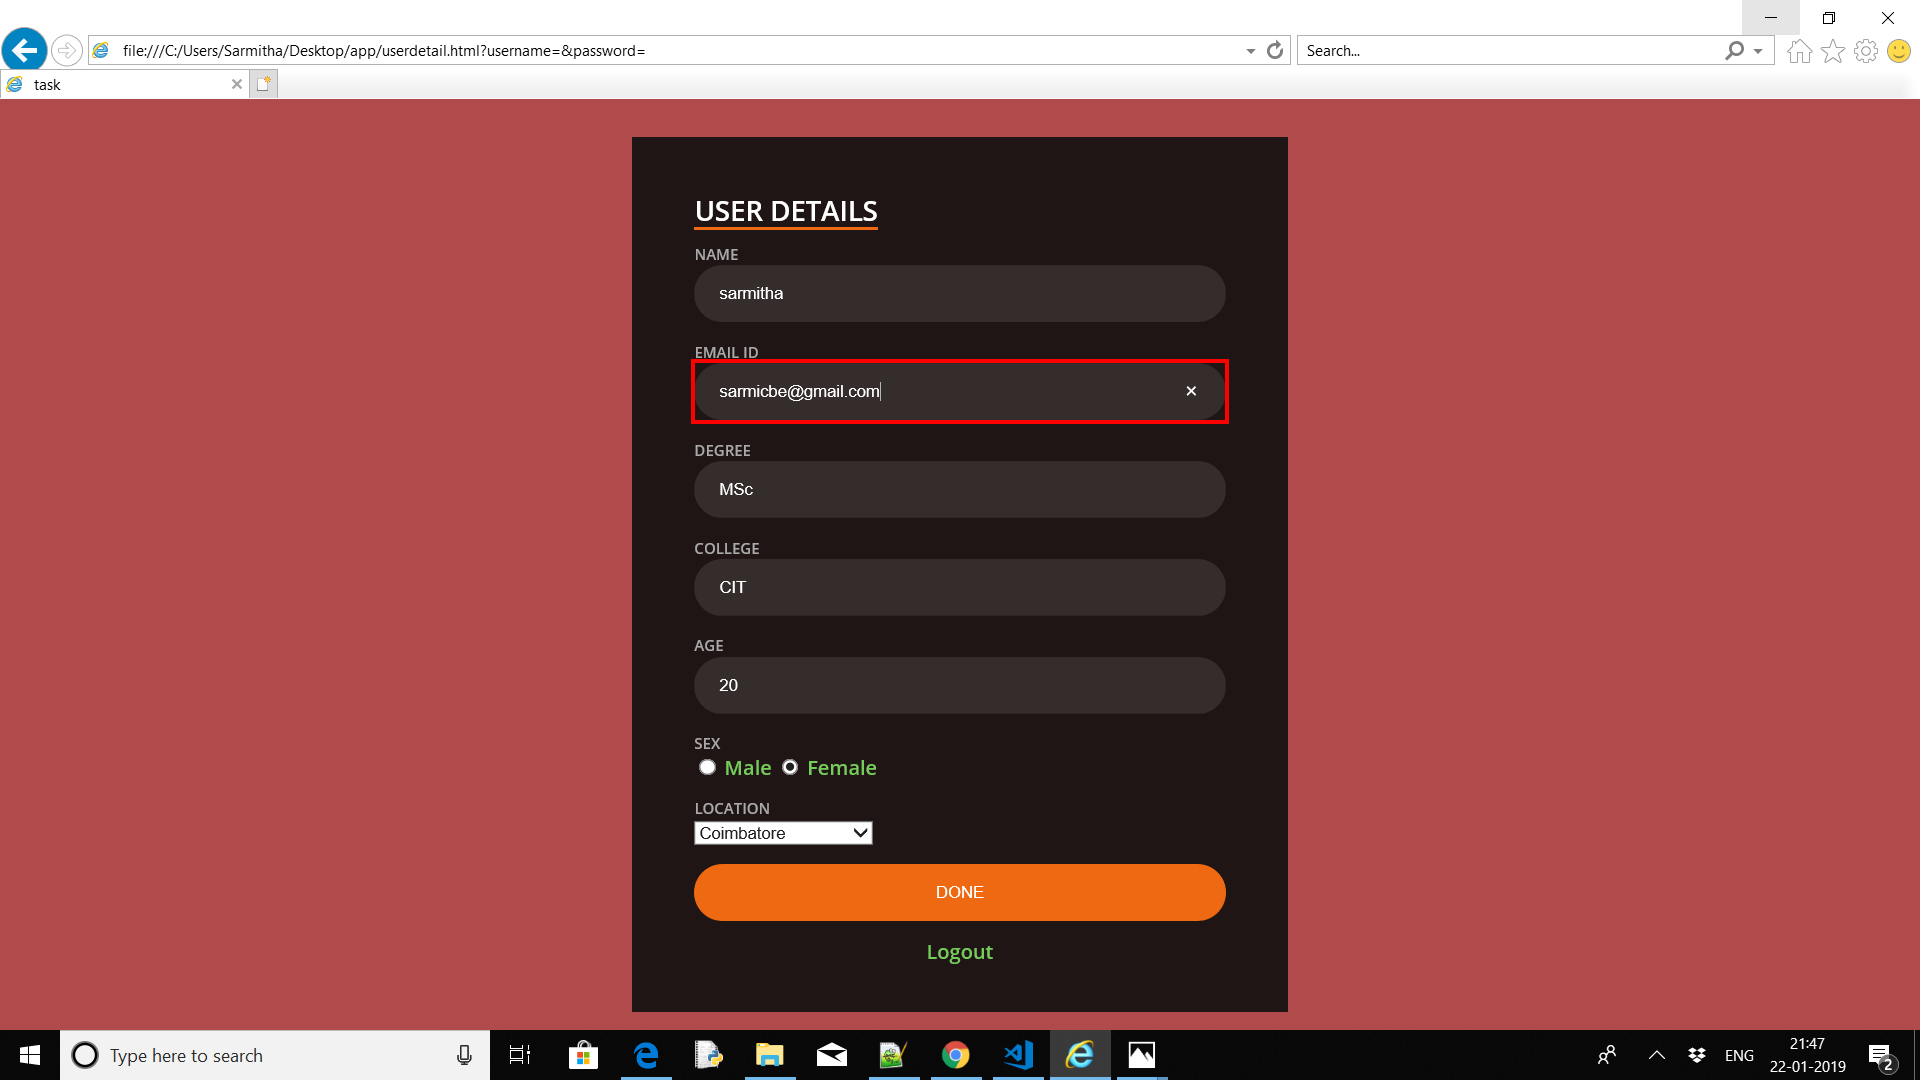 file:///C:/Users/Sarmitha/Desktop/app/userdetail.html?username=&password=
Search...
task
USER DETAILS
NAME
sarmitha
EMAIL ID
sarmicbe@gmail.com
DEGREE
MSc
COLLEGE
CIT
AGE
20
SEX
Male Female
LOCATION
Coimbatore
DONE
Logout
Type here to search
ENG
21:47
22-01-2019
2